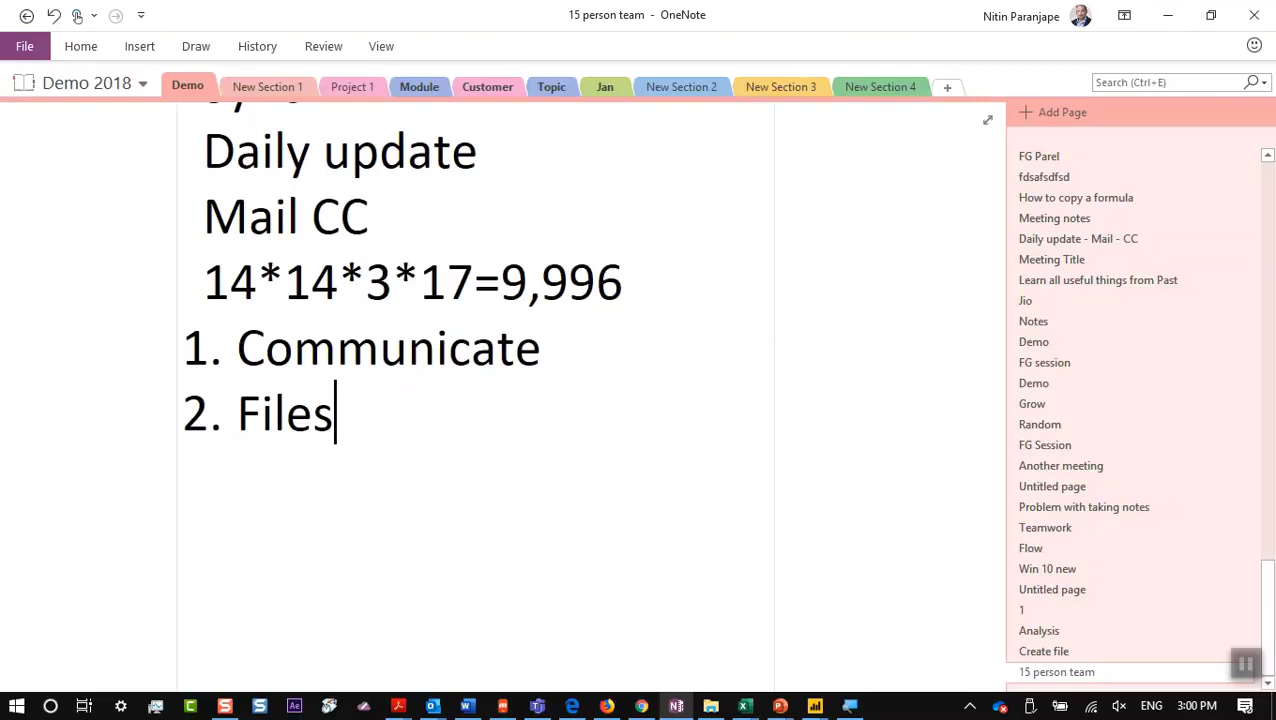 15 person team - OneNote
Nitin Paranjape
File Home Insert Draw History Review View
Demo 2018 Demo New Section 1 Project 1 Module Customer Topic Jan New Section 2 New Section 3 New Section 4
Search (Ctrl+E)
Add Page
Daily update
Mail CC
14*14*3*17=9,996
1. Communicate
2. Files
FG Parel
fdsafsdfsd
How to copy a formula
Meeting notes
Daily update - Mail - CC
Meeting Title
Learn all useful things from Past
Jio
Notes
Demo
FG session
Demo
Grow
Random
FG Session
Another meeting
Untitled page
Problem with taking notes
Teamwork
Flow
Win 10 new
Untitled page
1
Analysis
Create file
15 person team
ENG 3:00 PM